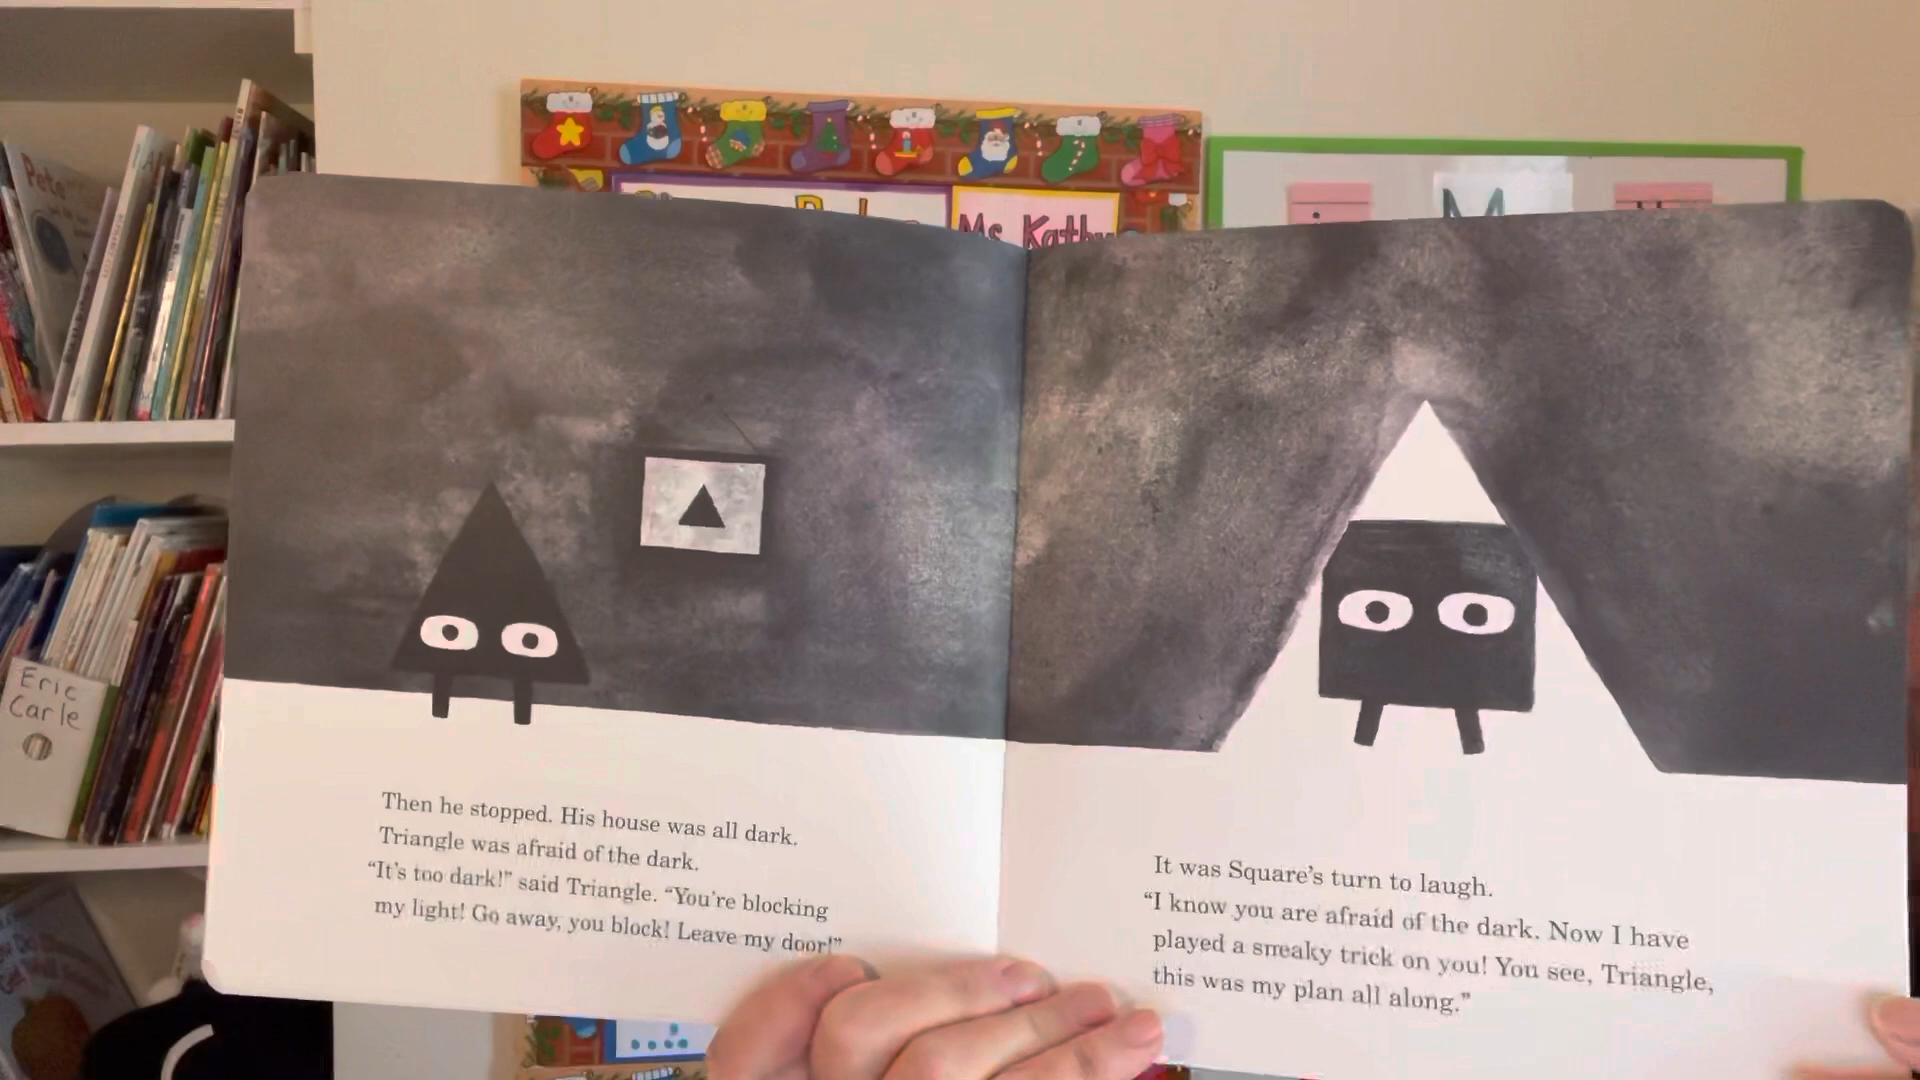 Pete
Ms. Kathy
M
Eric
Carle
Then he stopped. His house was all dark.
Triangle was afraid of the dark.
“It’s too dark!” said Triangle. “You’re blocking
my light! Go away, you block! Leave my door!”
It was Square’s turn to laugh.
“I know you are afraid of the dark. Now I have
played a sneaky trick on you! You see, Triangle,
this was my plan all along.”